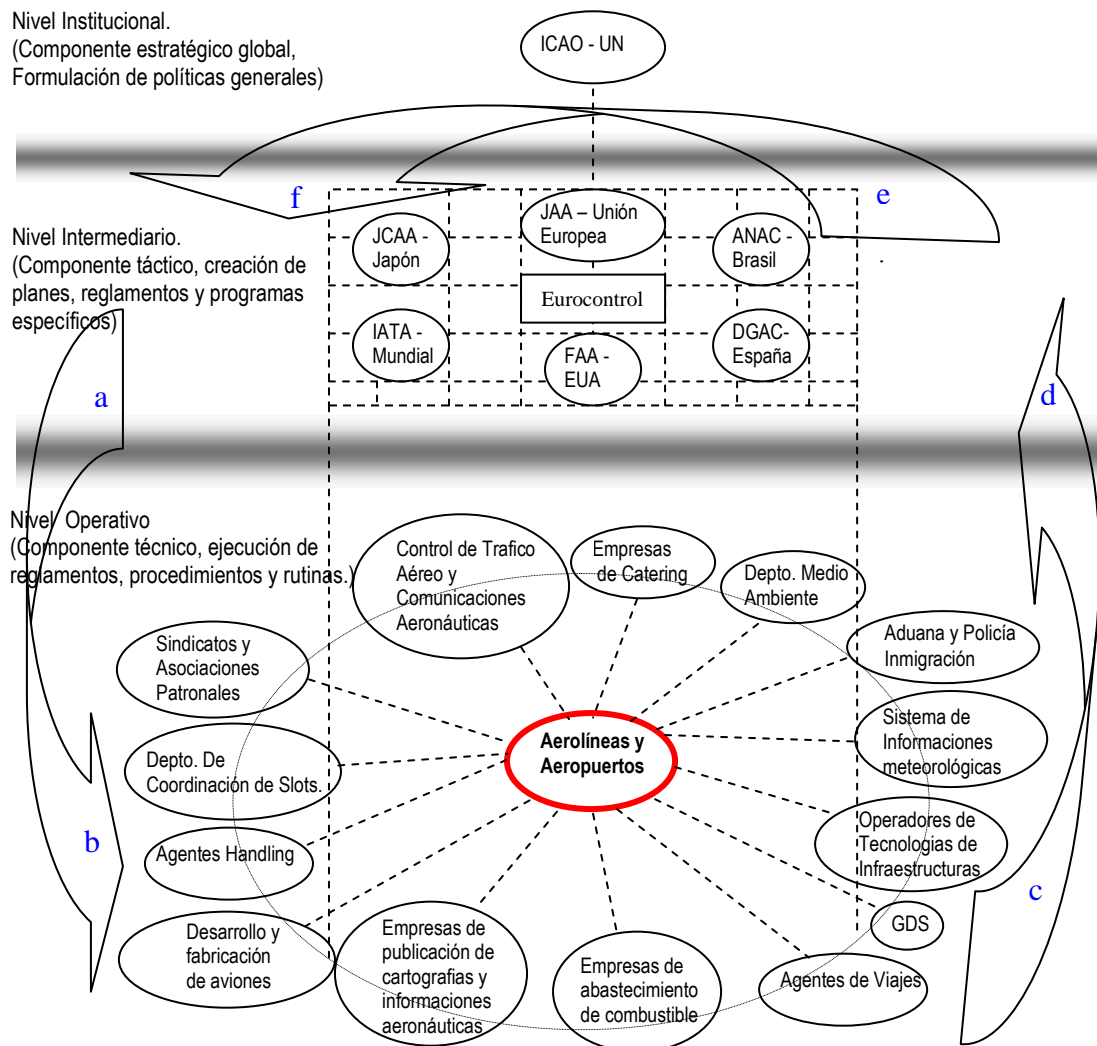 Nivel Institucional.
(Componente estratégico global,
Formulación de políticas generales)
ICAO - UN
f
e
Nivel Intermediario.
(Componente táctico, creación de
planes, reglamentos y programas
específicos)
JCAA -
Japón
JAA – Unión
Europea
ANAC -
Brasil
.
Eurocontrol
IATA -
Mundial
FAA -
EUA
DGAC-
España
a
d
Nivel Operativo
(Componente técnico, ejecución de
reglamentos, procedimientos y rutinas.)
Control de Trafico
Aéreo y
Comunicaciones
Aeronáuticas
Empresas
de Catering
Depto. Medio
Ambiente
Aduana y Policía
Inmigración
Sindicatos y
Asociaciones
Patronales
Sistema de
Informaciones
meteorológicas
Aerolíneas y
Aeropuertos
Depto. De
Coordinación de Slots.
Operadores de
Tecnologias de
Infraestructuras
b
Agentes Handling
c
GDS
Desarrollo y
fabricación
de aviones
Empresas de
publicación de
cartografias y
informaciones
aeronáuticas
Empresas de
abastecimiento
de combustible
Agentes de Viajes